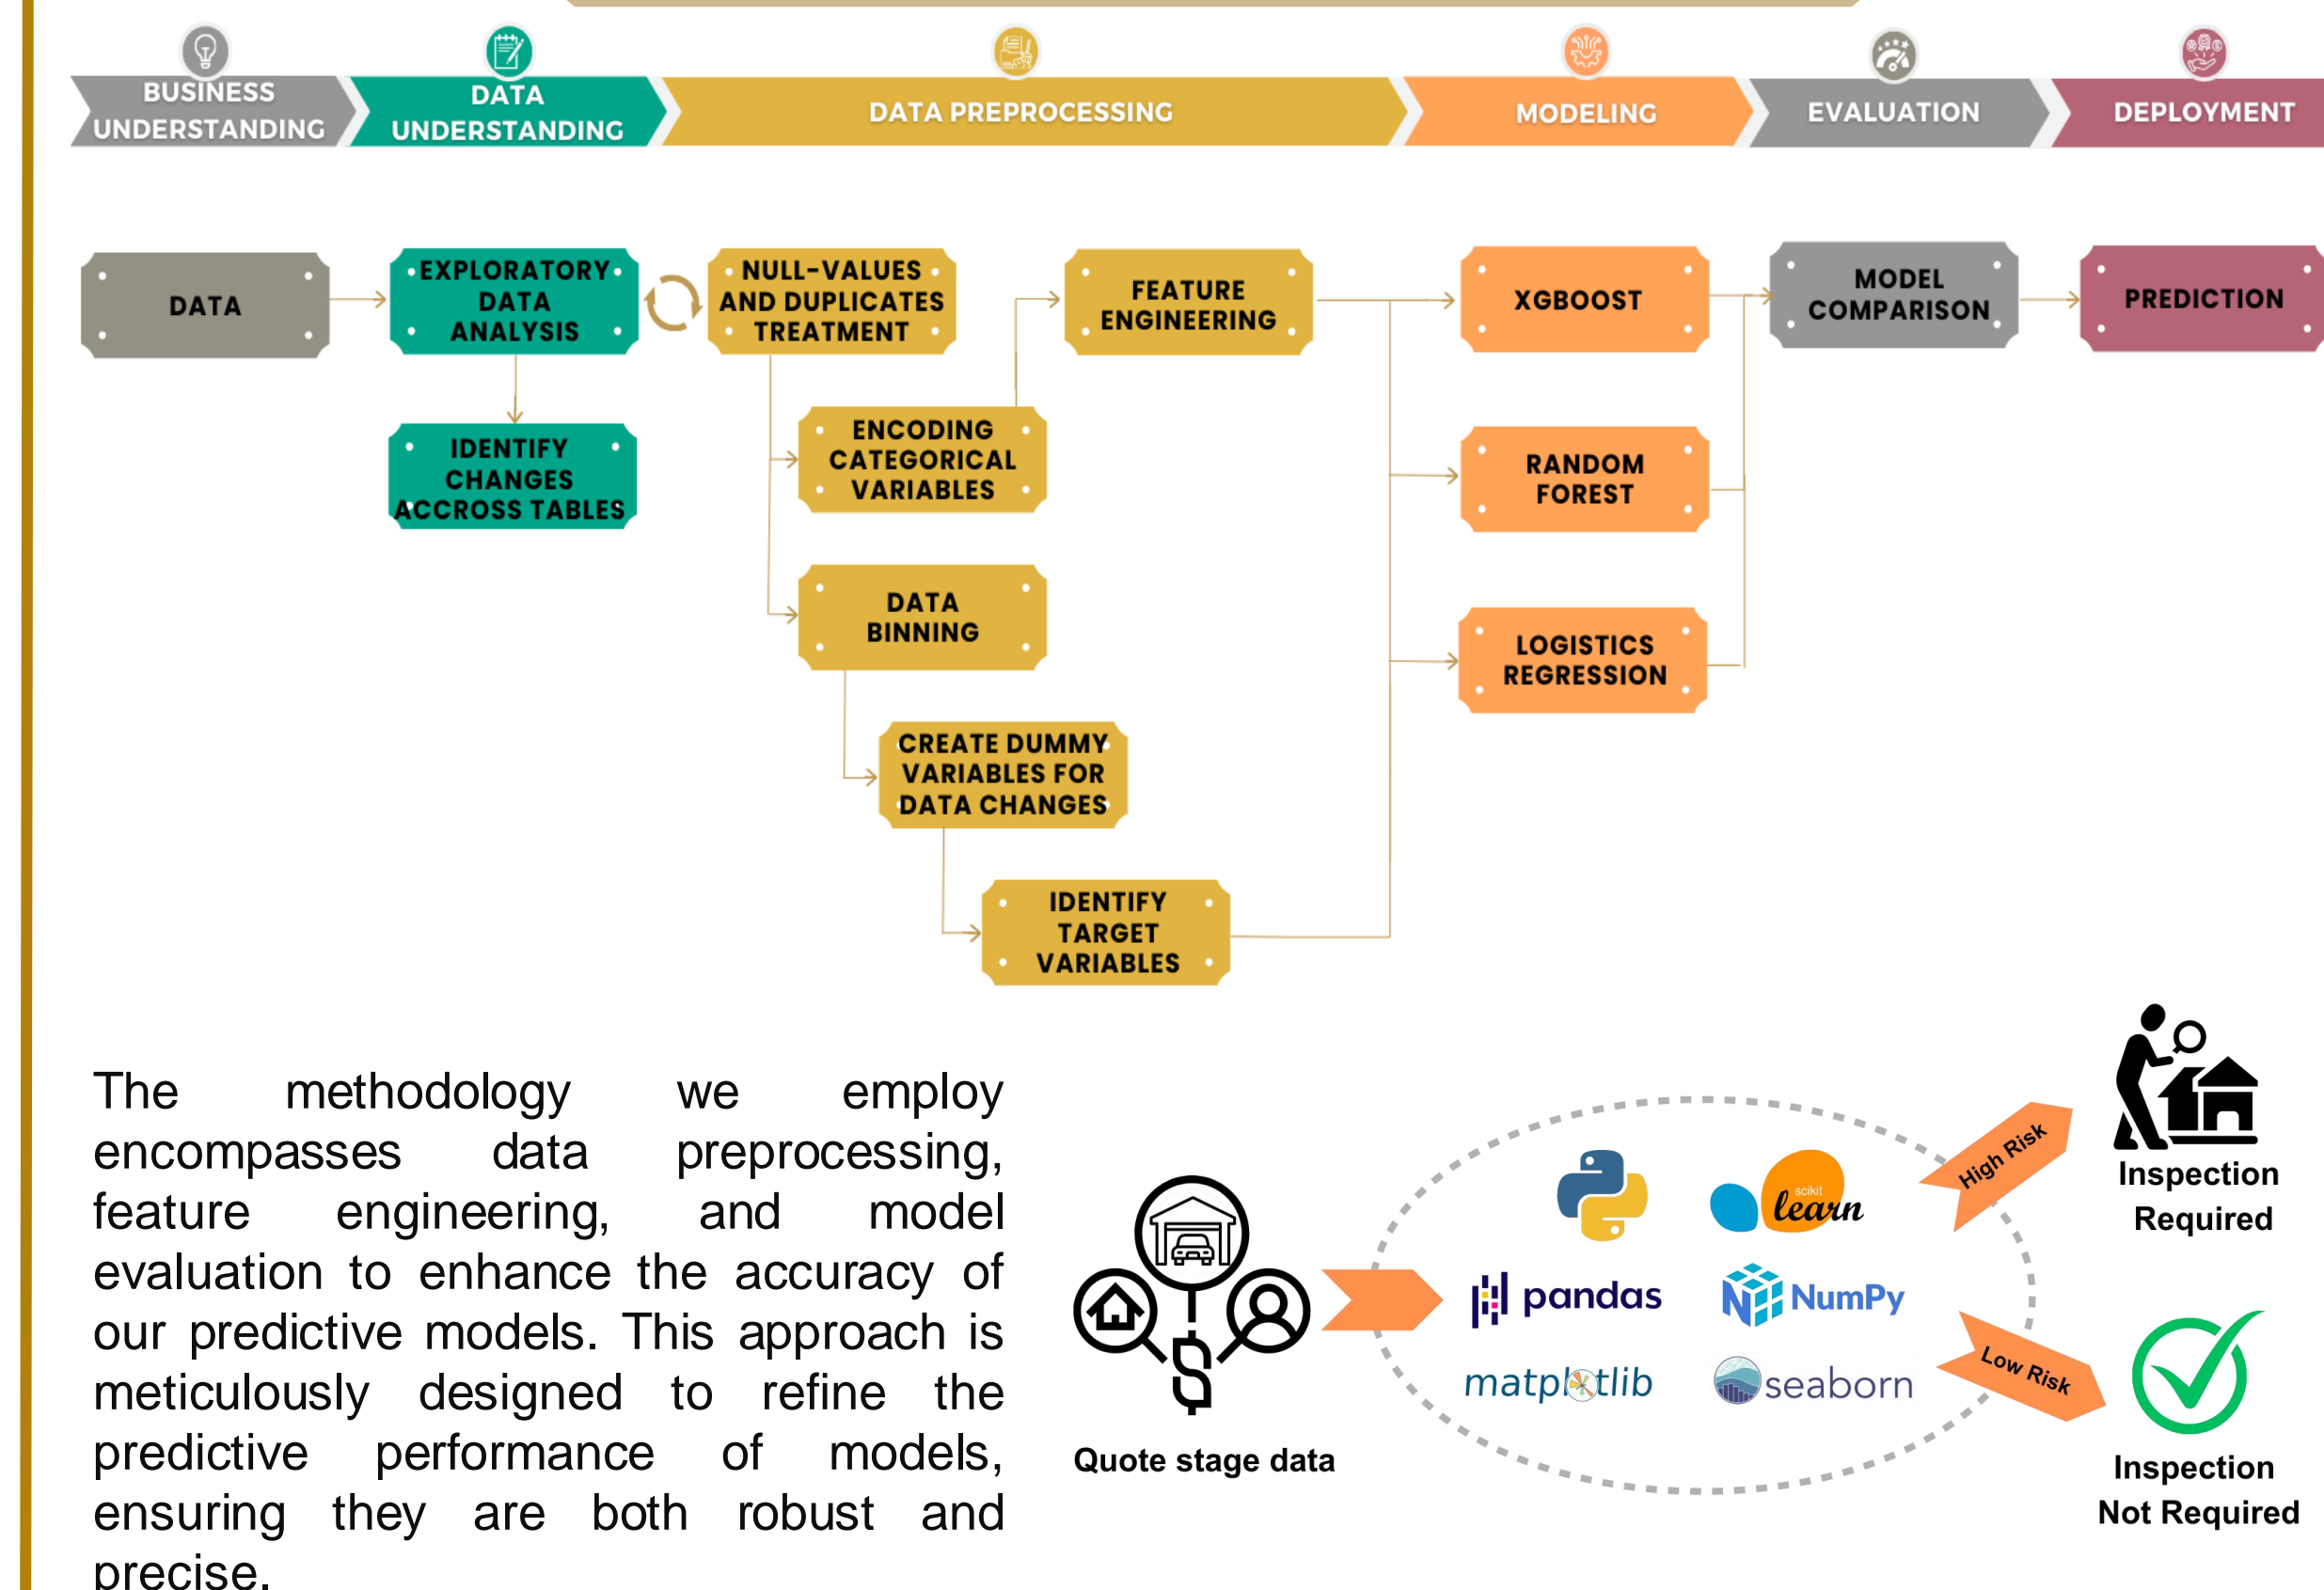 BUSINESS
UNDERSTANDING
DATA
UNDERSTANDING
DATA PREPROCESSING
MODELING
EVALUATION
DEPLOYMENT
DATA
EXPLORATORY
DATA
ANALYSIS
IDENTIFY
CHANGES
ACCROSS TABLES
NULL-VALUES
AND DUPLICATES
TREATMENT
ENCODING
CATEGORICAL
VARIABLES
DATA
BINNING
CREATE DUMMY
VARIABLES FOR
DATA CHANGES
IDENTIFY
TARGET
VARIABLES
FEATURE
ENGINEERING
XGBOOST
RANDOM
FOREST
LOGISTICS
REGRESSION
MODEL
COMPARISON
PREDICTION
The methodology we employ
encompasses data preprocessing,
feature engineering, and model
evaluation to enhance the accuracy of
our predictive models. This approach is
meticulously designed to refine the
predictive performance of models,
ensuring they are both robust and
precise.
Quote stage data
scikit
learn
pandas
NumPy
matplotlib
seaborn
High Risk
Low Risk
Inspection
Required
Inspection
Not Required